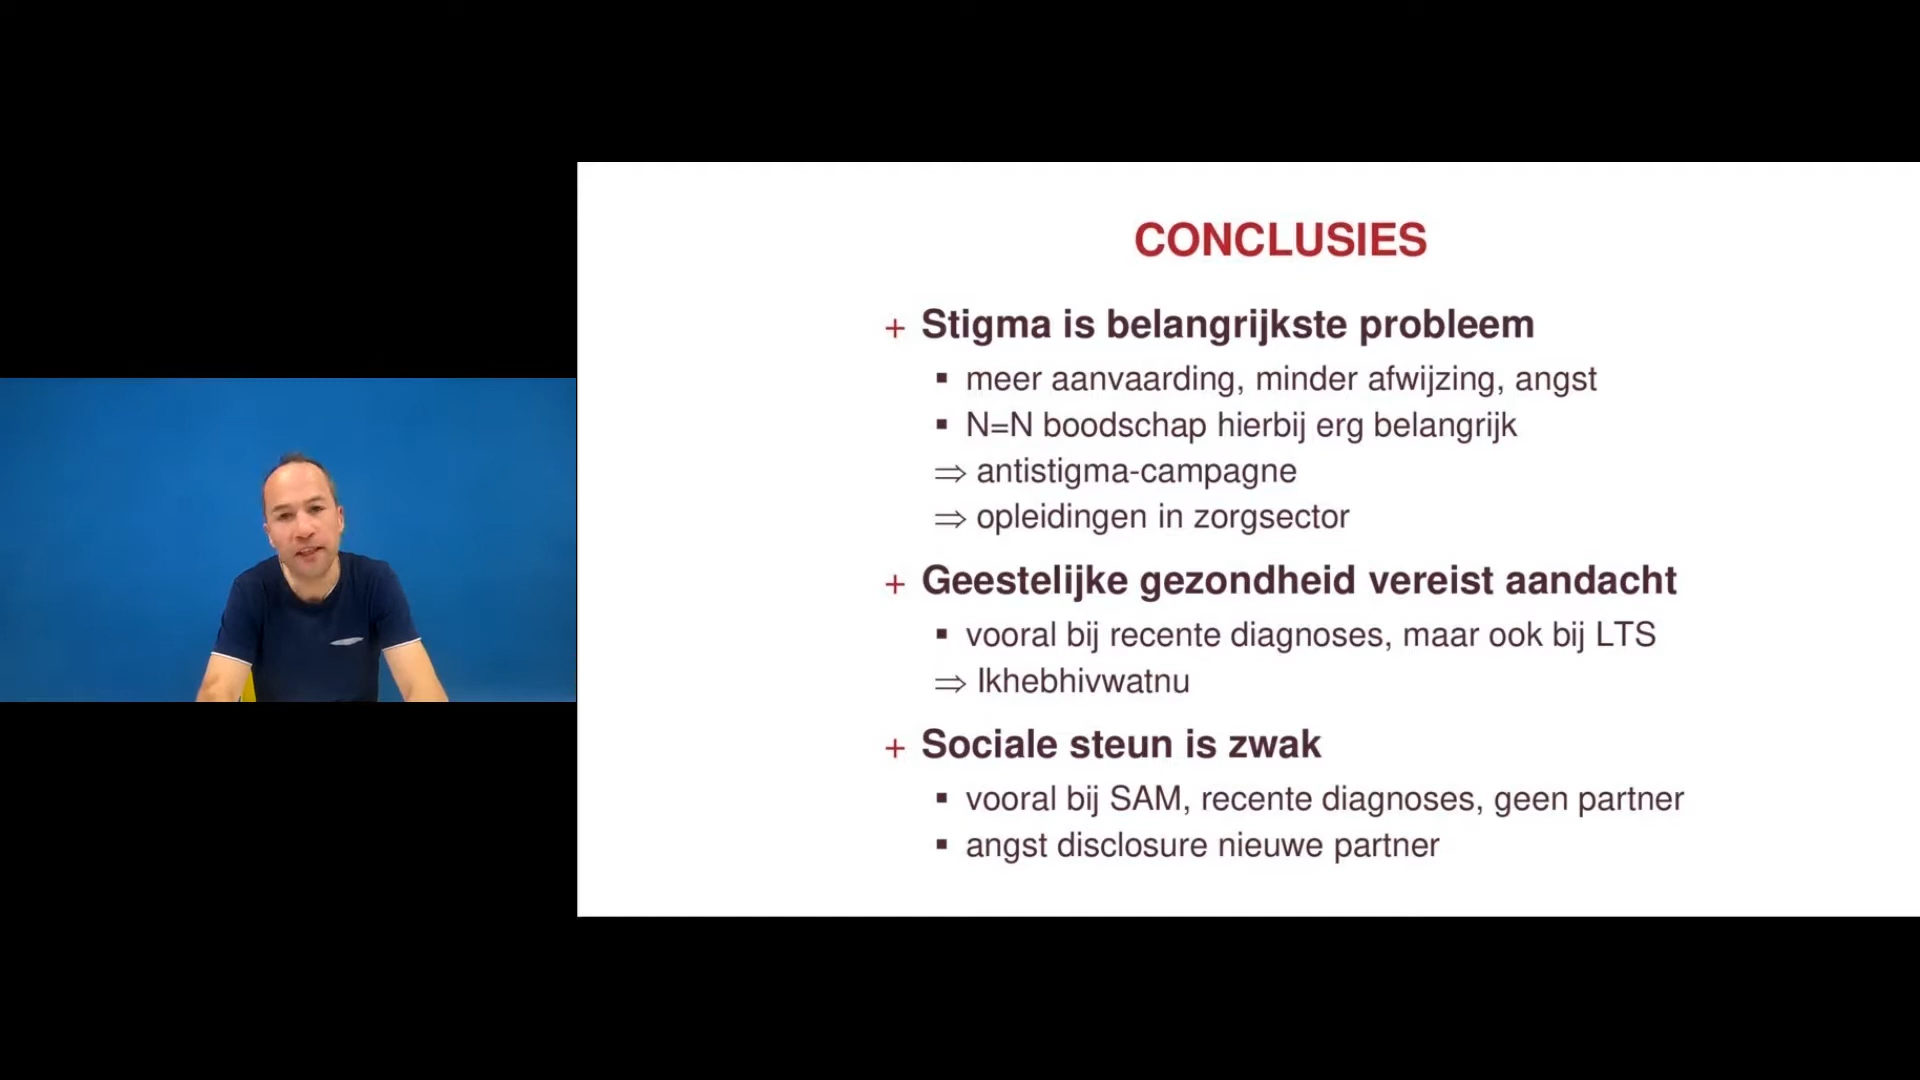 CONCLUSIES
+ Stigma is belangrijkste probleem
▪ meer aanvaarding, minder afwijzing, angst
▪ N=N boodschap hierbij erg belangrijk
⇒ antistigma-campagne
⇒ opleidingen in zorgsector
+ Geestelijke gezondheid vereist aandacht
▪ vooral bij recente diagnoses, maar ook bij LTS
⇒ Ikhebhivwatnu
+ Sociale steun is zwak
▪ vooral bij SAM, recente diagnoses, geen partner
▪ angst disclosure nieuwe partner